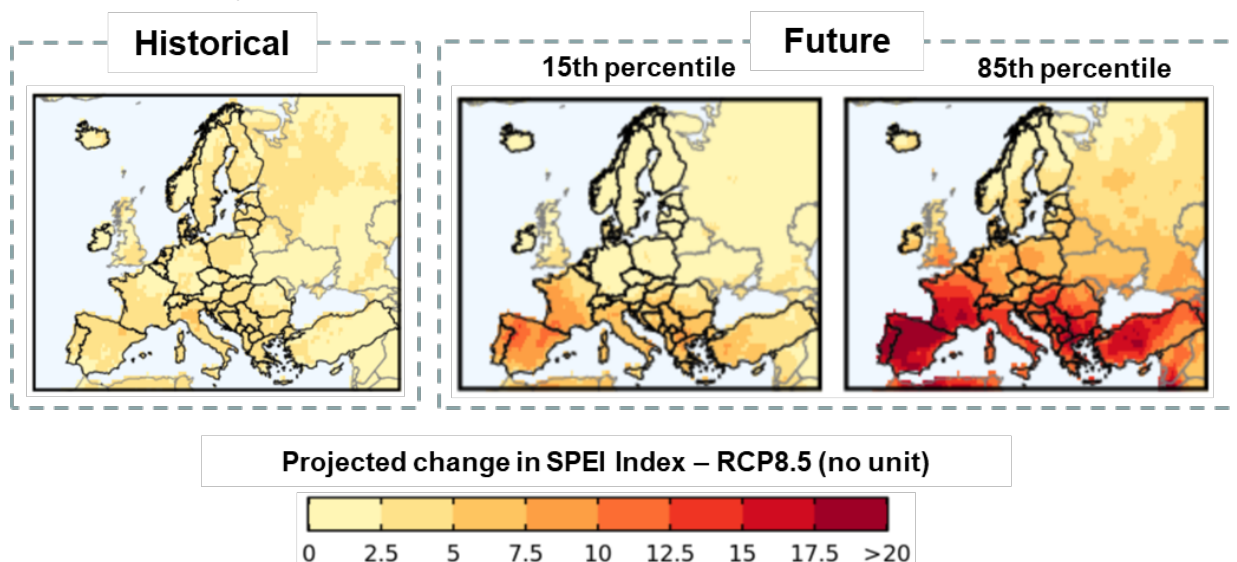 Historical
Future
15th percentile
85th percentile
Projected change in SPEI Index – RCP8.5 (no unit)
0 2.5 5 7.5 10 12.5 15 17.5 >20